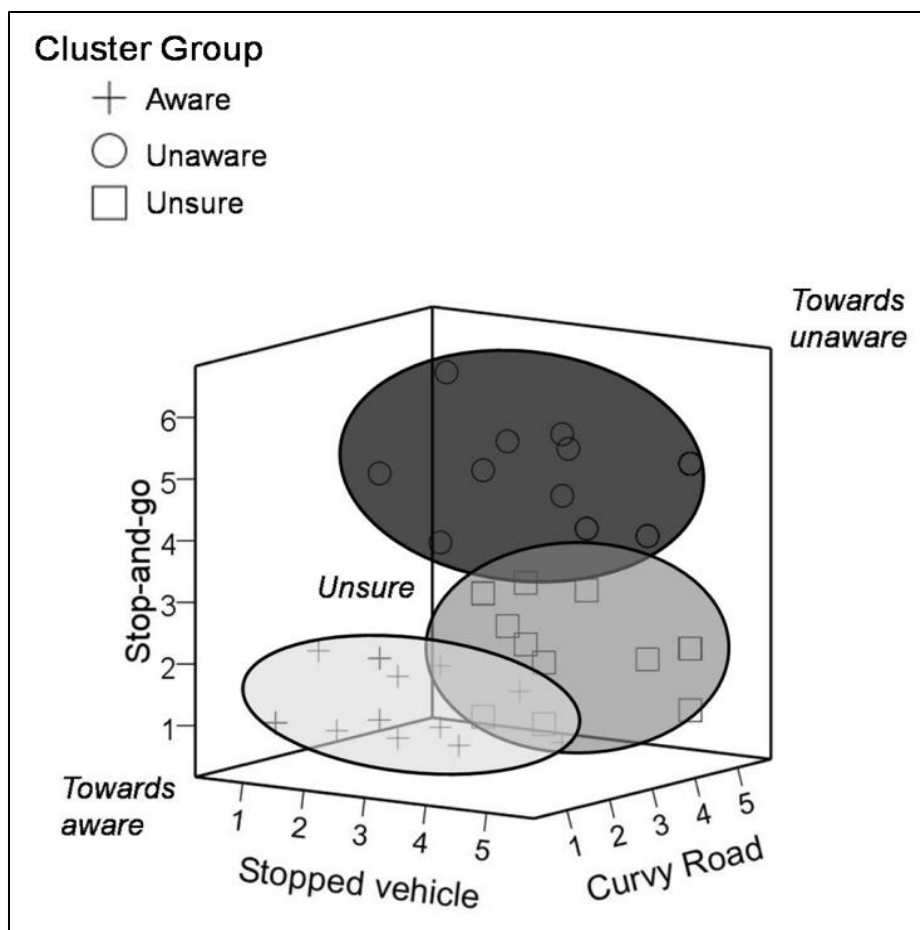 Cluster Group
Aware
Unaware
Unsure
Towards
unaware
6
5
4
3
2
1
Stop-and-go
Unsure
Towards
aware
1
2
3
4
5
Stopped vehicle
1
2
3
4
5
Curvy Road